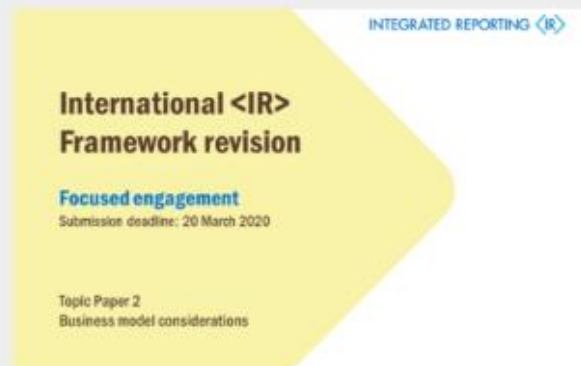 INTEGRATED REPORTING <IR>
International <IR>
Framework revision
Focused engagement
Submission deadline: 20 March 2020
Topic Paper 2
Business model considerations